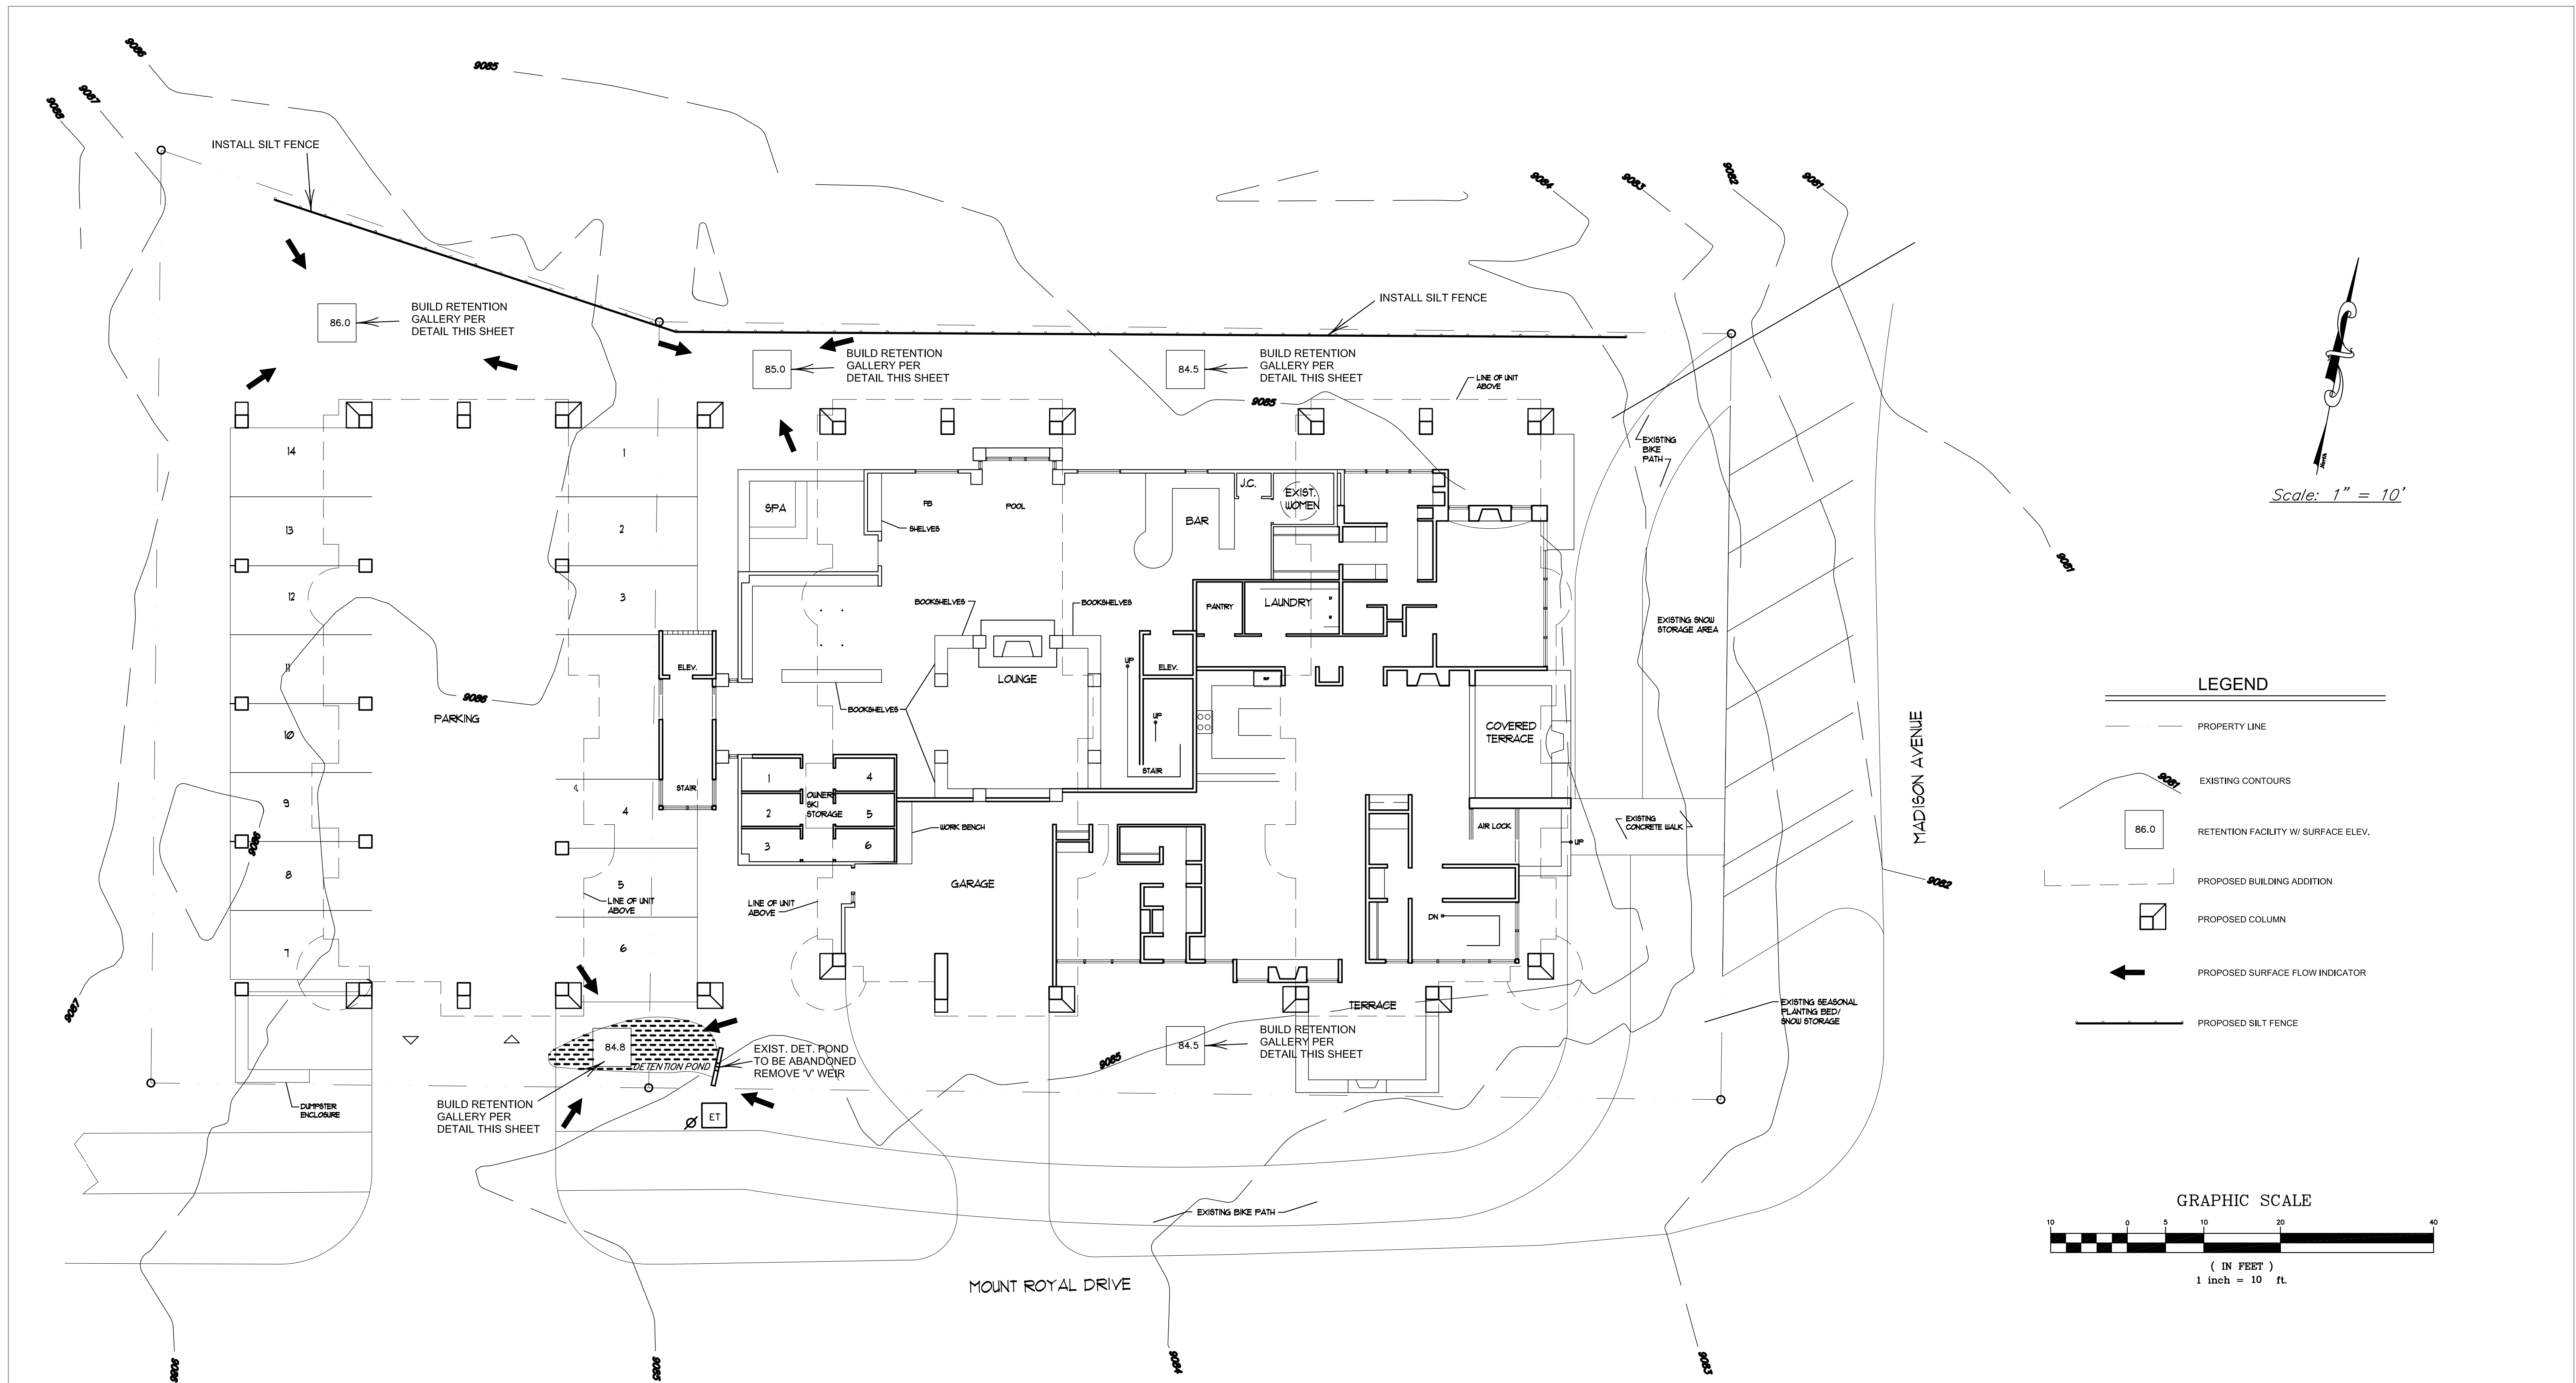 9086
9085
9087
9088
INSTALL SILT FENCE
9084
9083
9082
9081
INSTALL SILT FENCE
86.0
BUILD RETENTION
GALLERY PER
DETAIL THIS SHEET
85.0
BUILD RETENTION
GALLERY PER
DETAIL THIS SHEET
84.5
BUILD RETENTION
GALLERY PER
DETAIL THIS SHEET
LINE OF UNIT
ABOVE
9085
North
Scale: 1" = 10'
14
1
EXISTING
BIKE
PATH
SPA
FB
POOL
J.C.
EXIST.
WOMEN
BAR
SHELVES
13
2
9081
12
3
BOOKSHELVES
BOOKSHELVES
PANTRY
LAUNDRY
EXISTING SNOW
STORAGE AREA
11
ELEV.
LOUNGE
UP
ELEV.
REF
9086
PARKING
BOOKSHELVES
UP
COVERED
TERRACE
10
STAIR
STAIR
1
4
9
4
OWNER
SKI
STORAGE
2
5
WORK BENCH
AIR LOCK
EXISTING
CONCRETE WALK
UP
9086
3
6
MADISON AVENUE
8
5
LINE OF UNIT
ABOVE
LINE OF UNIT
ABOVE
GARAGE
DN
9082
7
6
9087
TERRACE
EXISTING SEASONAL
PLANTING BED/
SNOW STORAGE
84.8
DETENTION POND
EXIST. DET. POND
TO BE ABANDONED
REMOVE 'V' WEIR
9085
84.5
BUILD RETENTION
GALLERY PER
DETAIL THIS SHEET
DUMPSTER
ENCLOSURE
BUILD RETENTION
GALLERY PER
DETAIL THIS SHEET
ET
EXISTING BIKE PATH
MOUNT ROYAL DRIVE
9086
9085
9084
9083
LEGEND
PROPERTY LINE
9081
EXISTING CONTOURS
86.0
RETENTION FACILITY W/ SURFACE ELEV.
PROPOSED BUILDING ADDITION
PROPOSED COLUMN
PROPOSED SURFACE FLOW INDICATOR
PROPOSED SILT FENCE
GRAPHIC SCALE
10 0 5 10 20 40
( IN FEET )
1 inch = 10 ft.